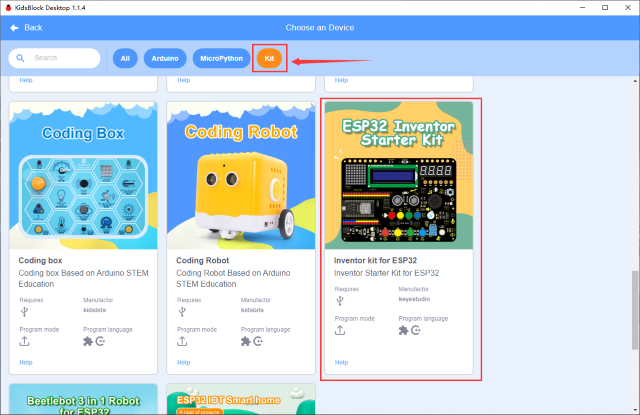 KidsBlock Desktop 1.1.4
Back
Choose an Device
Search
All
Arduino
MicroPython
Kit
Help
Help
Help
Coding Box
Coding box
Coding box Based on Arduino STEM
Education
Requires
Manufactor
kidsbits
Program mode
Program language
Help
Coding Robot
Coding Robot
Coding Robot Based on Arduino
STEM Education
Requires
Manufactor
kidsbits
Program mode
Program language
Help
ESP32 Inventor
Starter Kit
Inventor kit for ESP32
Inventor Starter Kit for ESP32
Requires
Manufactor
keyestudio
Program mode
Program language
Help
Beetlebot 3 in 1 Robot
for ESP32
ESP32 IOT Smart home